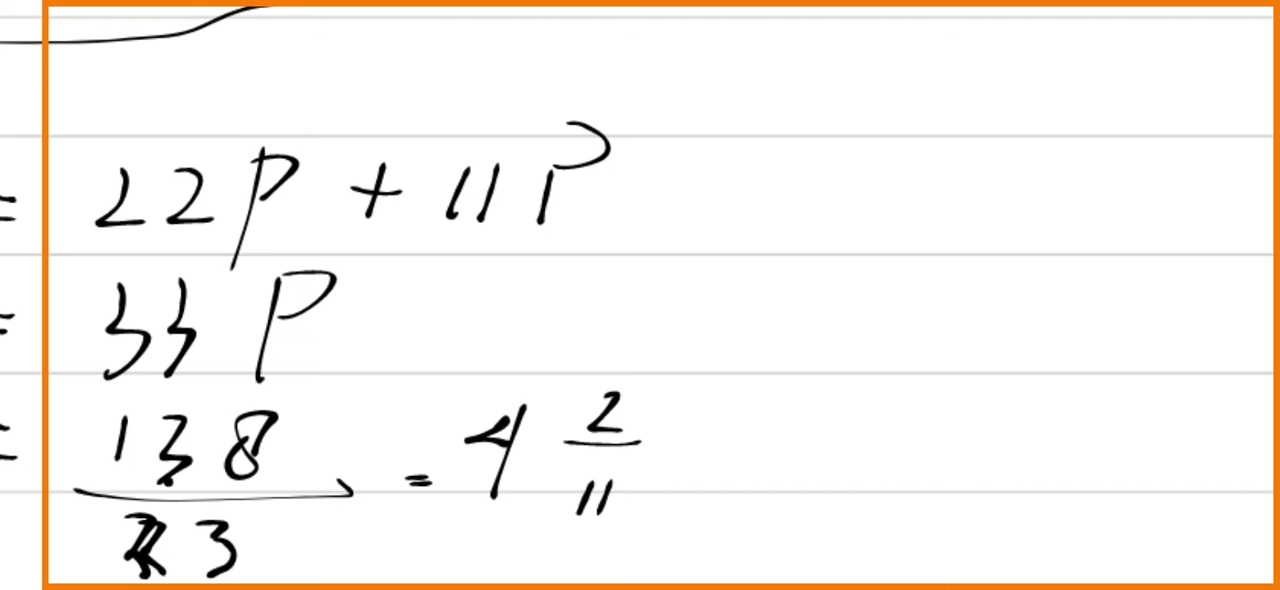 = 22P + 11P
= 33P
= 138/33 = 4 2/11